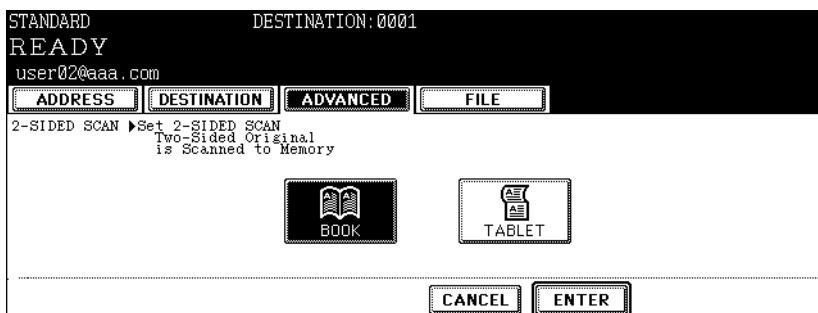 STANDARD DESTINATION:0001
READY
user02@aaa.com
ADDRESS DESTINATION ADVANCED FILE
2-SIDED SCAN ▶Set 2-SIDED SCAN
Two-Sided Original
is Scanned to Memory
BOOK TABLET
CANCEL ENTER